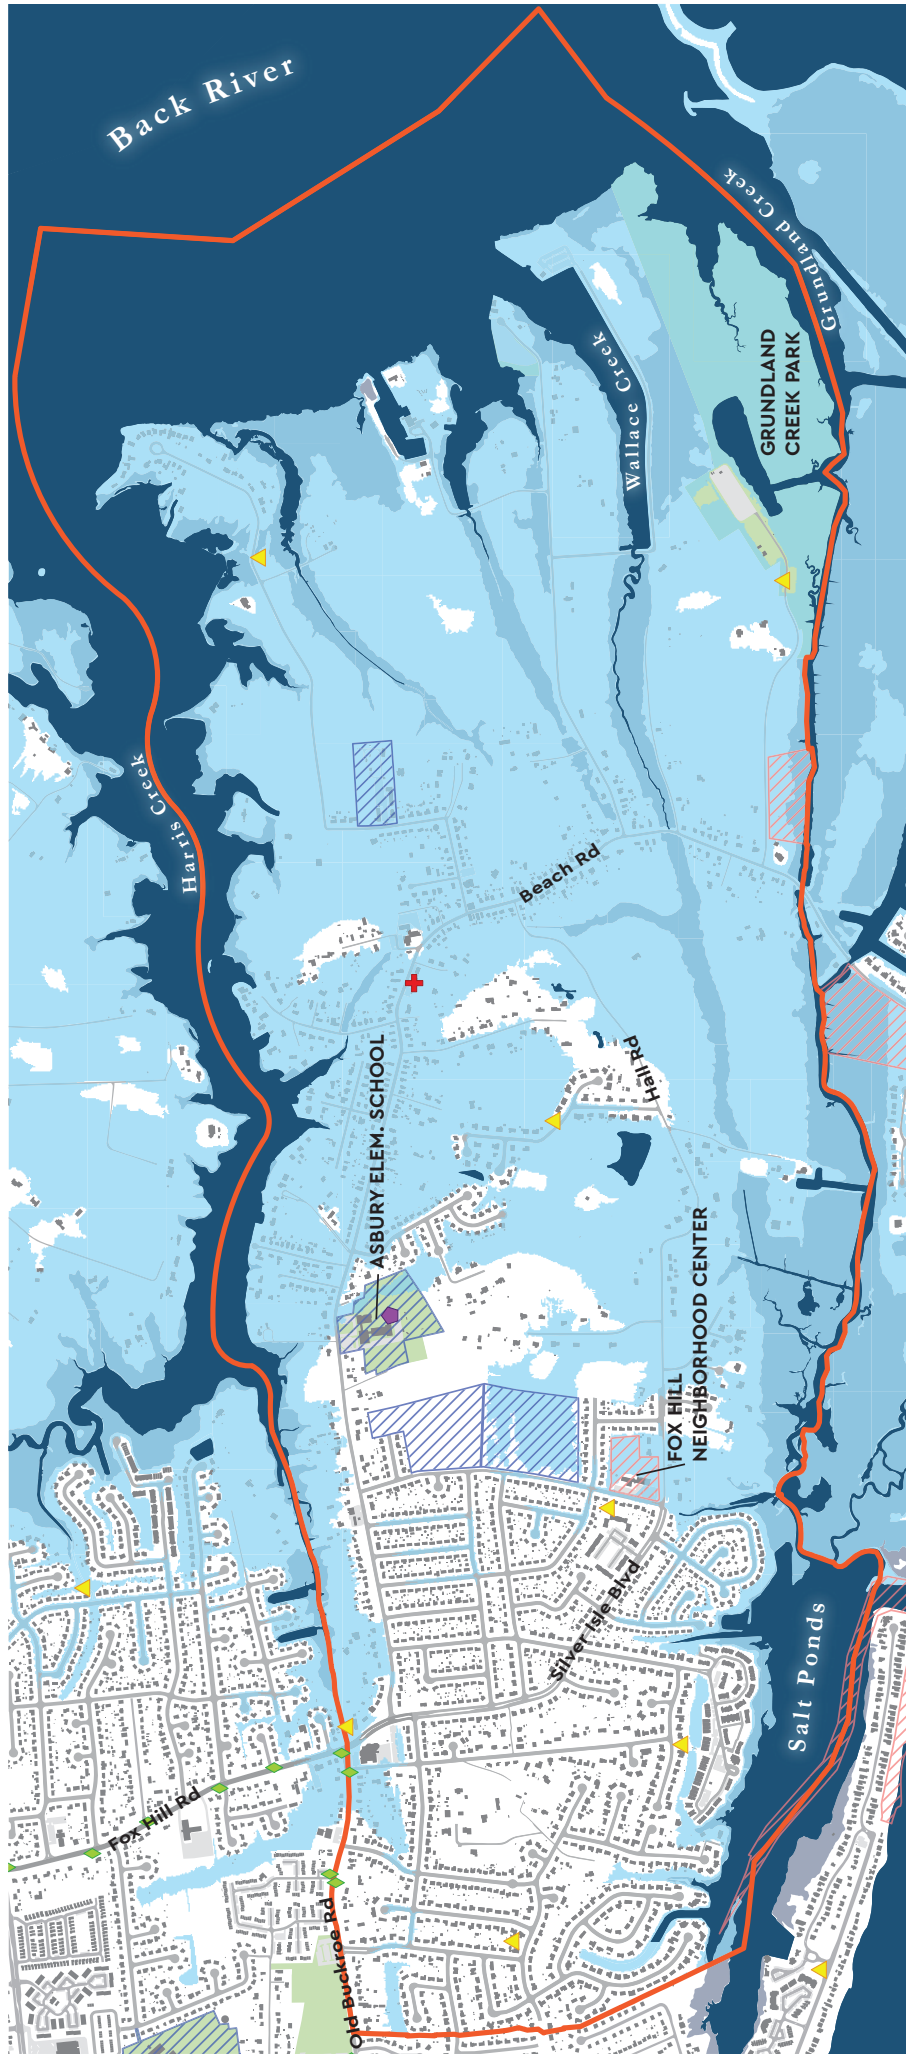 Back River
Grundland Creek
Wallace Creek
GRUNDLAND
CREEK PARK
Harris Creek
Beach Rd
Hall Rd
ASBURY ELEM. SCHOOL
FOX HILL
NEIGHBORHOOD CENTER
Silver Isle Blvd
Salt Ponds
Fox Hill Rd
Old Buckroe Rd